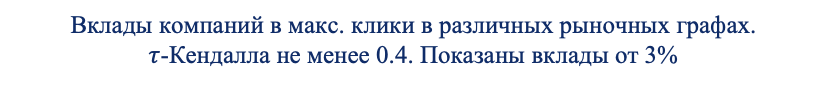 Вклады компаний в макс. клики в различных рыночных графах.
τ-Кендалла не менее 0.4. Показаны вклады от 3%